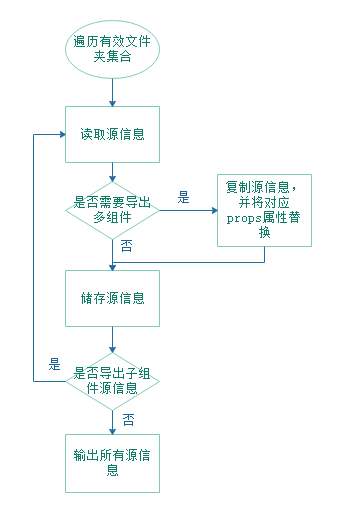 遍历有效文件
夹集合
读取源信息
是否需要导出
多组件
是
复制源信息，
并将对应
props属性替
换
否
储存源信息
是
是否导出子组
件源信息
否
输出所有源信
息